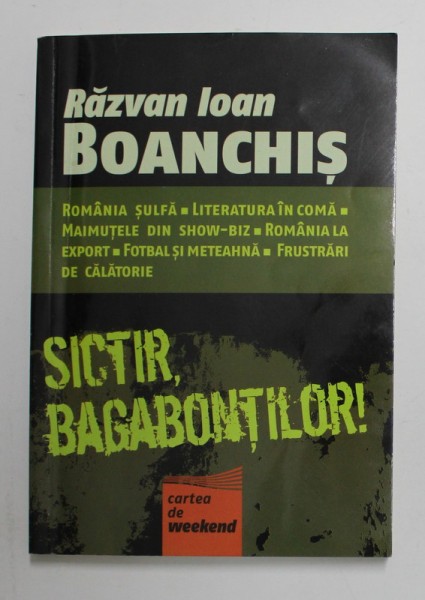 Răzvan Ioan
BOANCHIȘ
ROMÂNIA ȘULFĂ ▪ LITERATURA ÎN COMĂ ▪
MAIMUȚELE DIN SHOW-BIZ ▪ ROMÂNIA LA
EXPORT ▪ FOTBAL ȘI METEAHNĂ ▪ FRUSTRĂRI
DE CĂLĂTORIE
SICTIR,
BAGABONȚILOR!
cartea
de
weekend